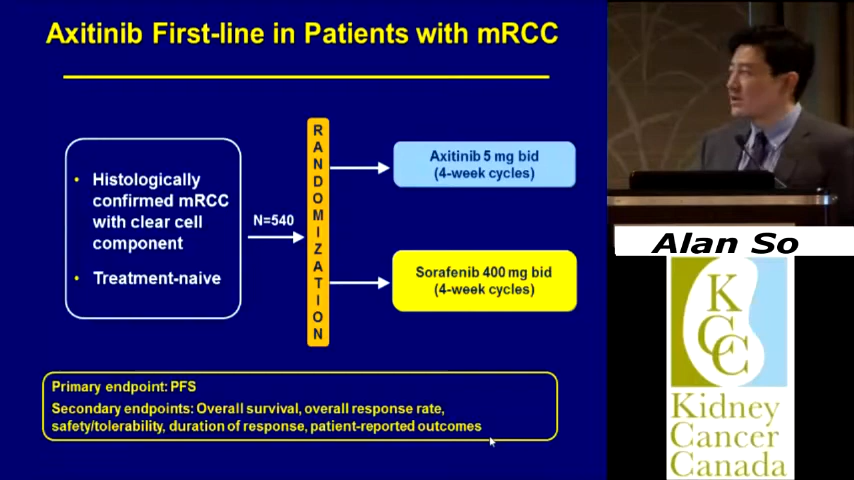 Axitinib First-line in Patients with mRCC
• Histologically
confirmed mRCC
with clear cell
component
• Treatment-naive
N=540
RANDOMIZATION
Axitinib 5 mg bid
(4-week cycles)
Sorafenib 400 mg bid
(4-week cycles)
Primary endpoint: PFS
Secondary endpoints: Overall survival, overall response rate,
safety/tolerability, duration of response, patient-reported outcomes
Alan So
KCC
Kidney
Cancer
Canada